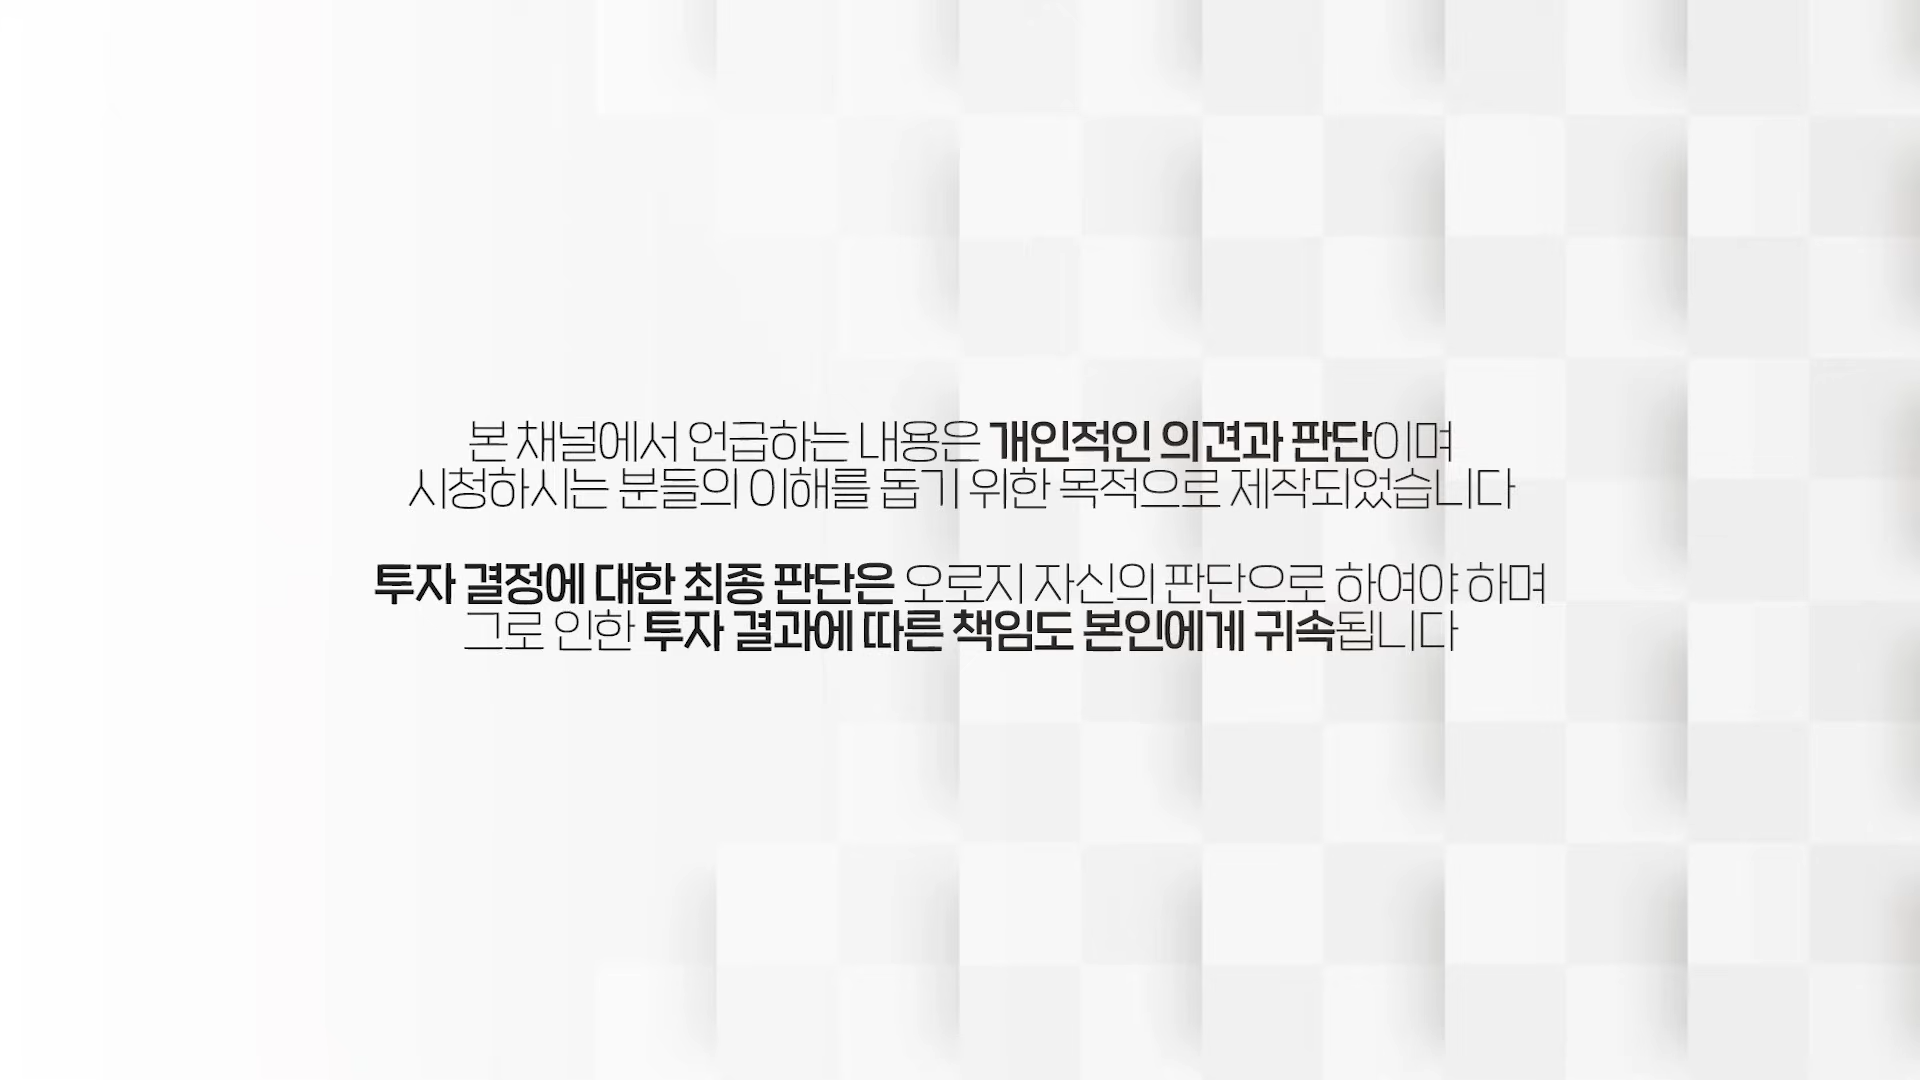 본 채널에서 언급하는 내용은 개인적인 의견과 판단이며
시청하시는 분들의 이해를 돕기 위한 목적으로 제작되었습니다
투자 결정에 대한 최종 판단은 오로지 자신의 판단으로 하여야 하며
그로 인한 투자 결과에 따른 책임도 본인에게 귀속됩니다